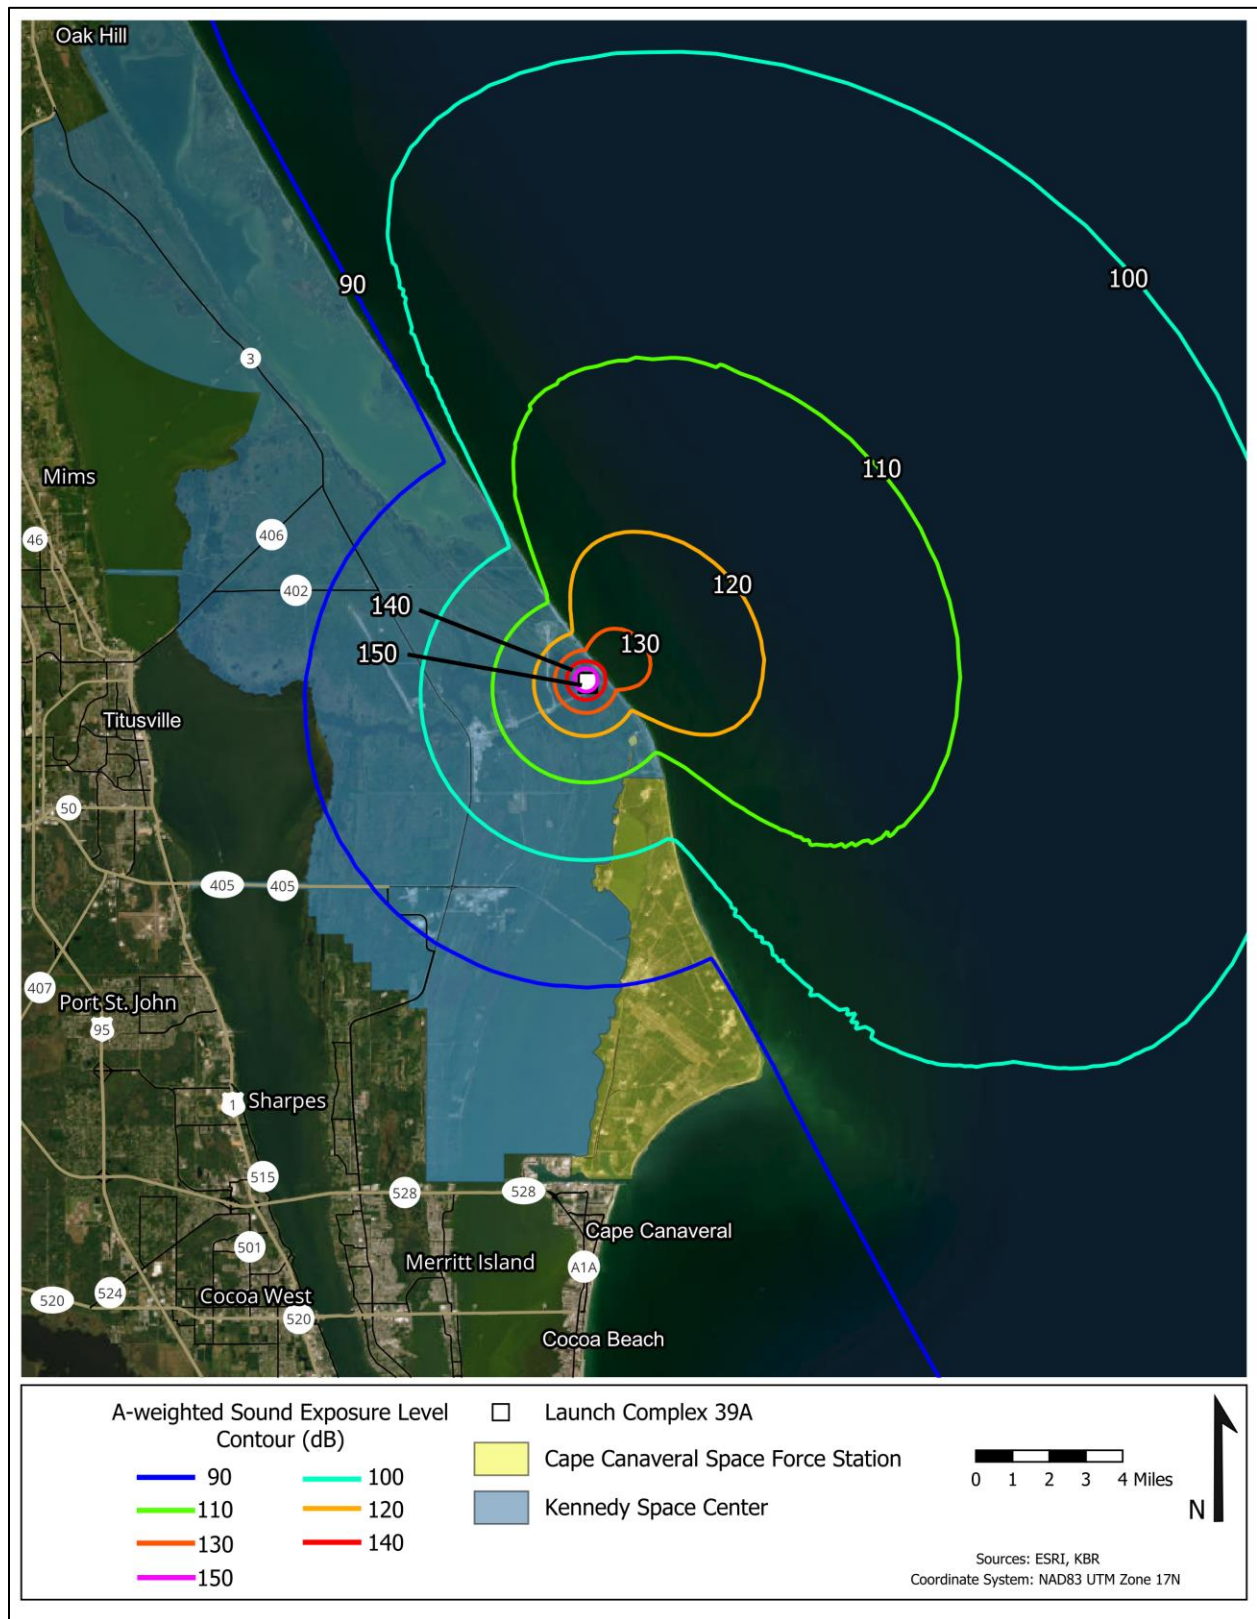 Oak Hill
90
100
3
110
Mims
46
406
402
120
140
130
150
Titusville
50
405
405
407
Port St. John
95
1
Sharpes
515
528
528
Cape Canaveral
501
Merritt Island
A1A
524
520
Cocoa West
520
Cocoa Beach
A-weighted Sound Exposure Level
Contour (dB)
90
100
110
120
130
140
150
Launch Complex 39A
Cape Canaveral Space Force Station
Kennedy Space Center
0 1 2 3 4 Miles
N
Sources: ESRI, KBR
Coordinate System: NAD83 UTM Zone 17N